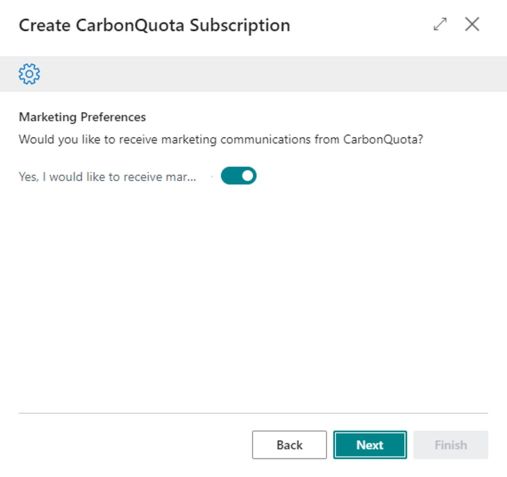 Create CarbonQuota Subscription
Marketing Preferences
Would you like to receive marketing communications from CarbonQuota?
Yes, I would like to receive mar...
Back
Next
Finish